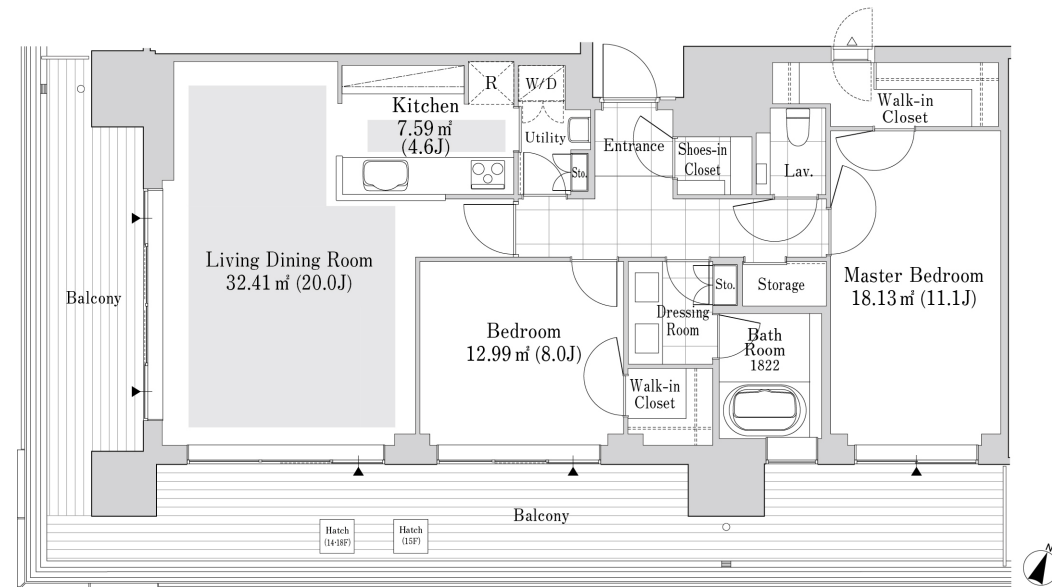 R
W/D
Kitchen
7.59㎡
(4.6J)
Utility
Sto.
Entrance
Shoes-in
Closet
Lav.
Walk-in
Closet
Living Dining Room
32.41㎡ (20.0J)
Balcony
Bedroom
12.99㎡ (8.0J)
Dressing
Room
Sto.
Storage
Bath
Room
1822
Walk-in
Closet
Master Bedroom
18.13㎡ (11.1J)
Balcony
Hatch
(14-18F)
Hatch
(15F)
N